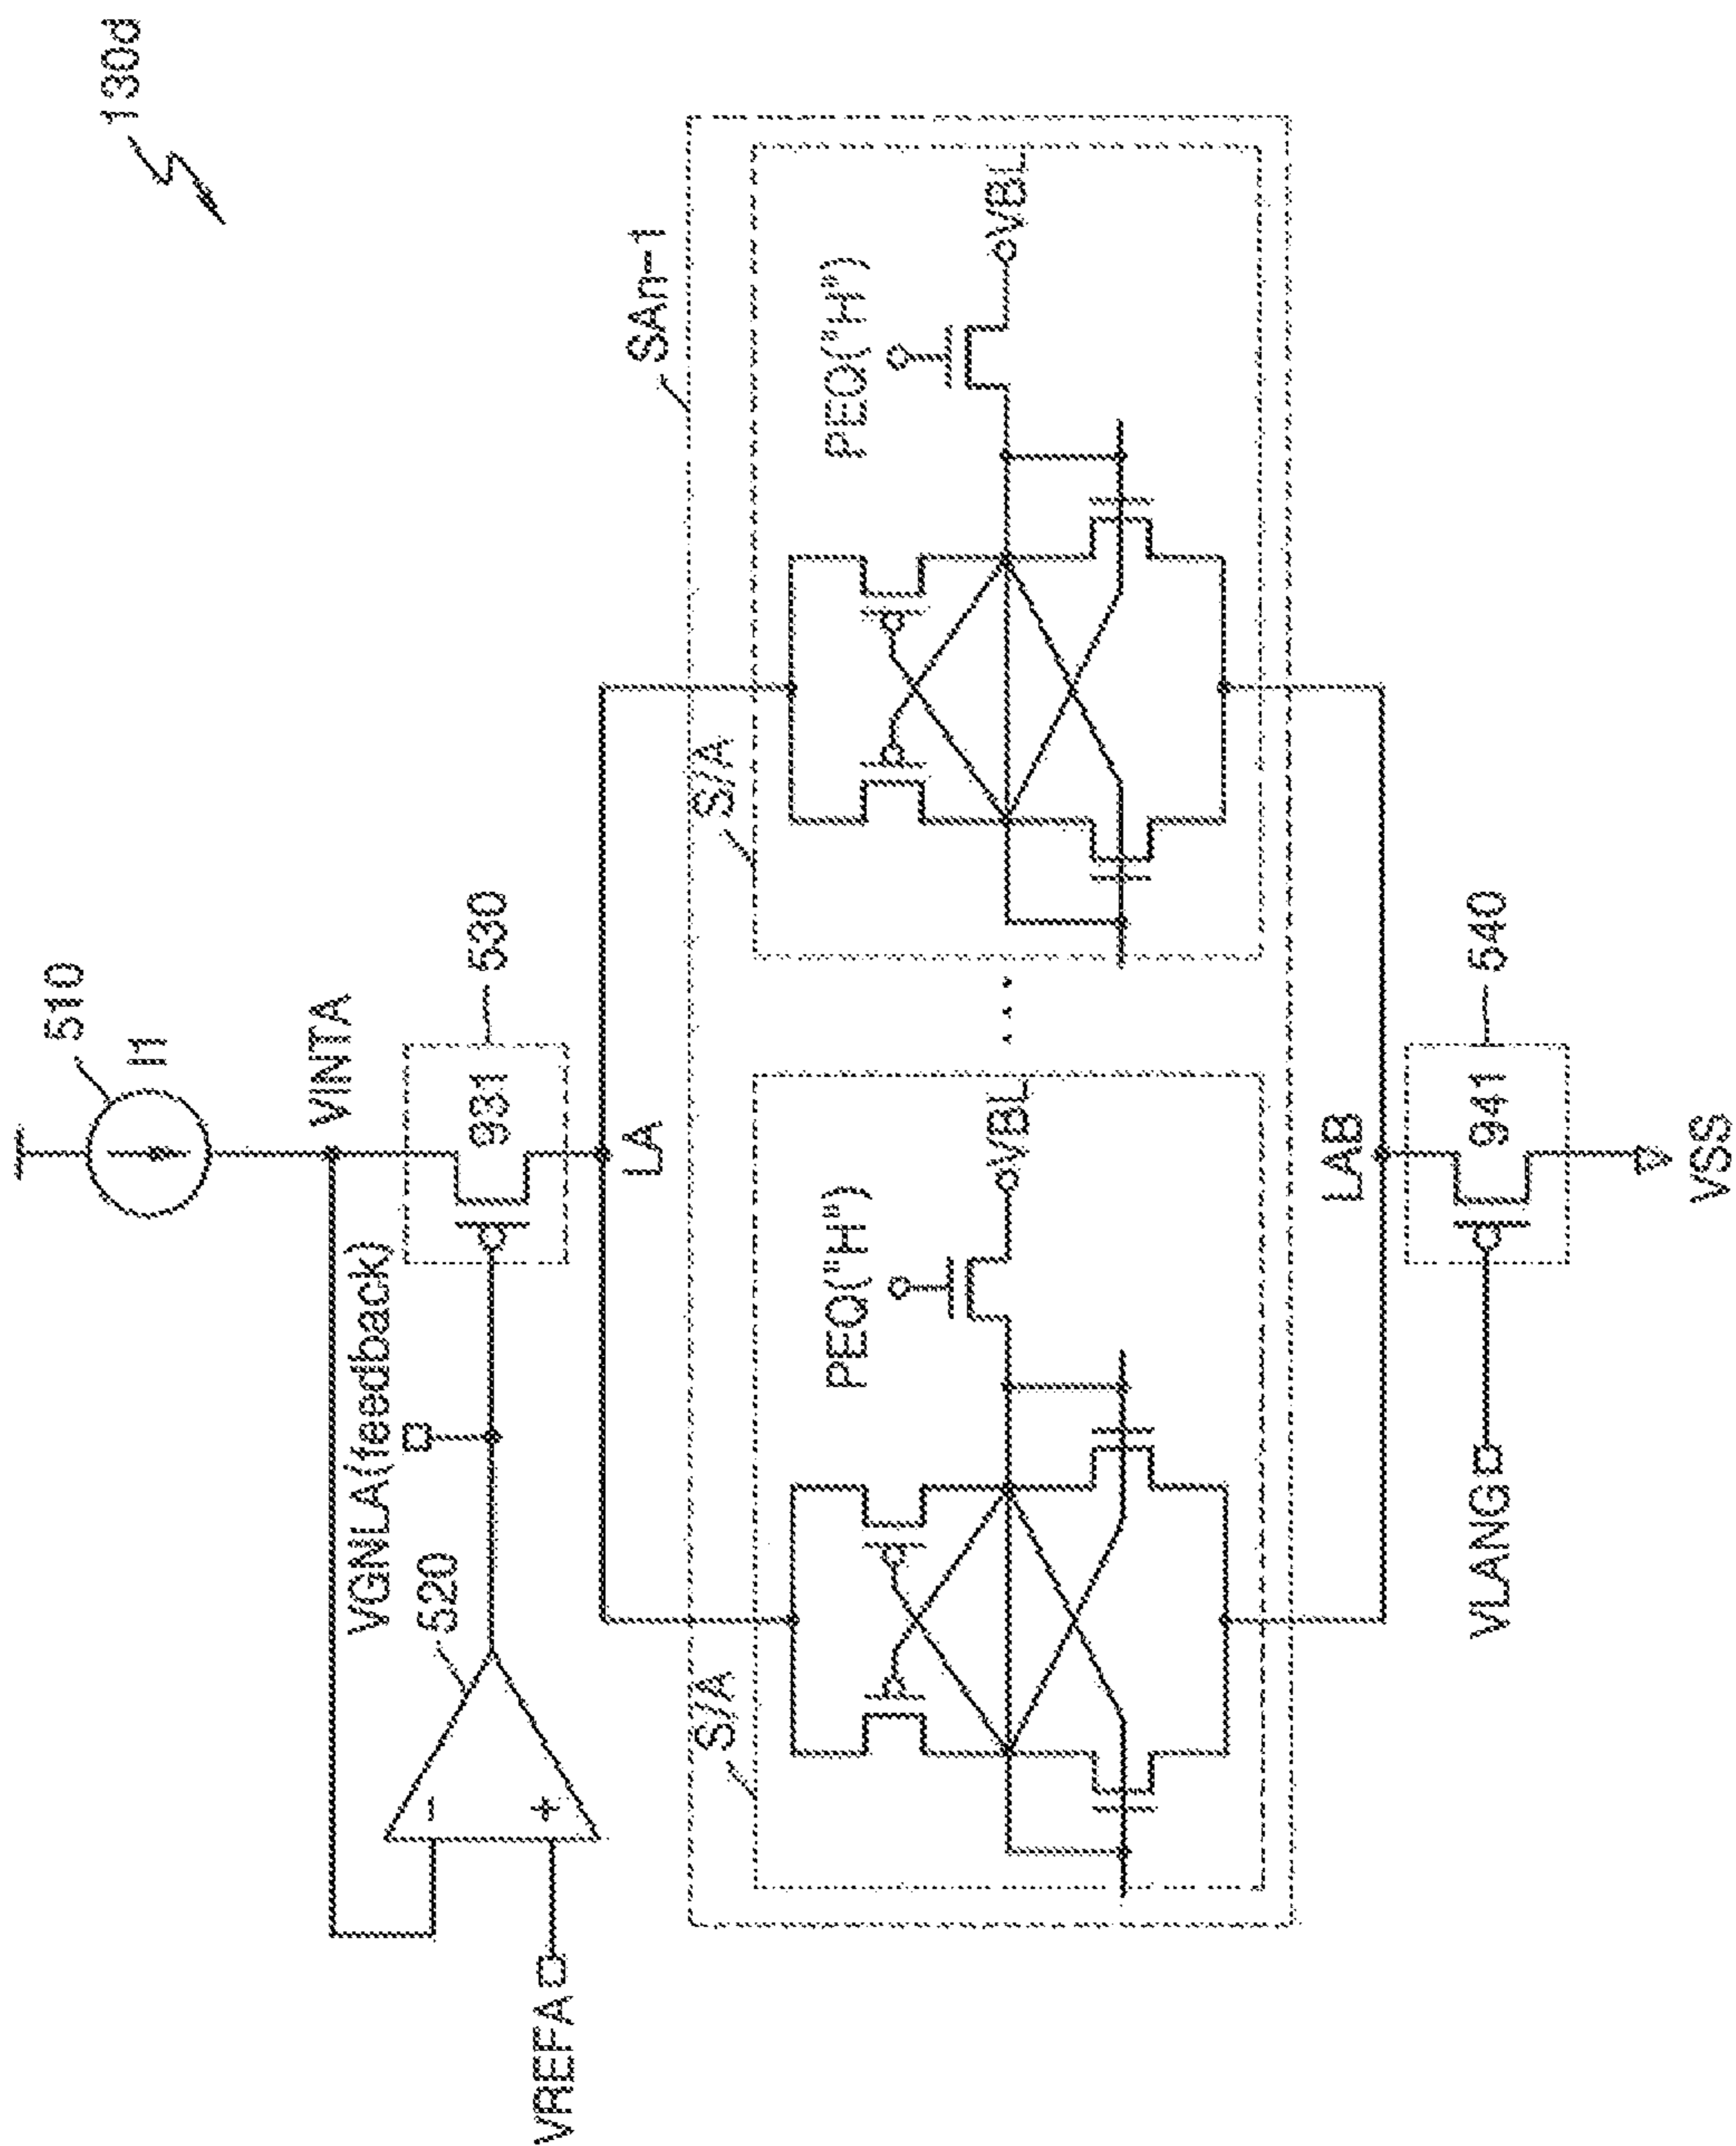 130d
510
I1
VINTA
VGNLA(feedback)
520
-
+
VREFA
931
530
LA
SAn-1
S/A
PEQ("H")
VBL
...
S/A
PEQ("H")
VBL
LAB
VLANG
941
540
VSS